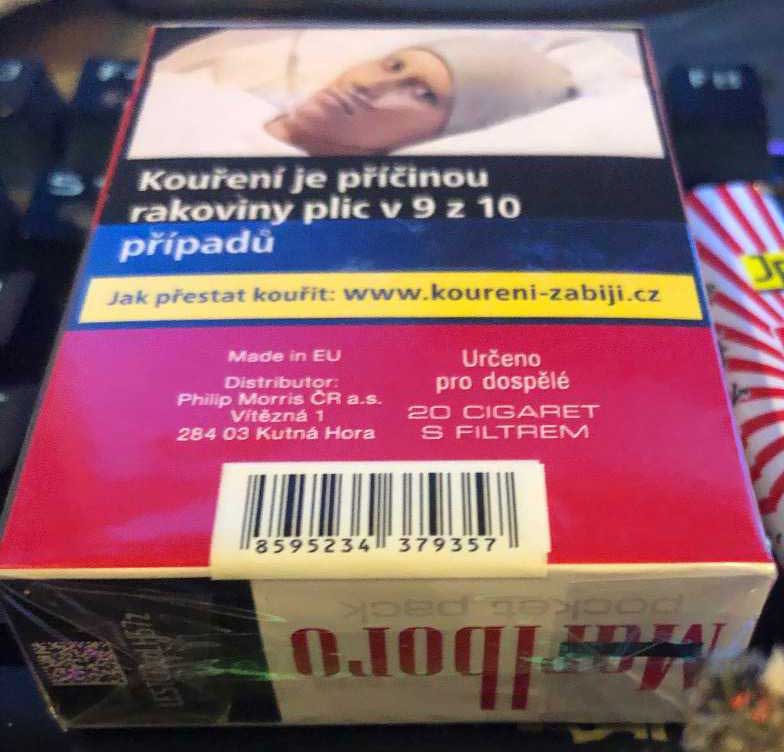 Kouření je příčinou
rakoviny plic v 9 z 10
případů
Jak přestat kouřit: www.koureni-zabiji.cz
Made in EU
Distributor:
Philip Morris ČR a.s.
Vítězná 1
284 03 Kutná Hora
Určeno
pro dospělé
20 CIGARET
S FILTREM
8595234 379357
pocket pack
Marlboro